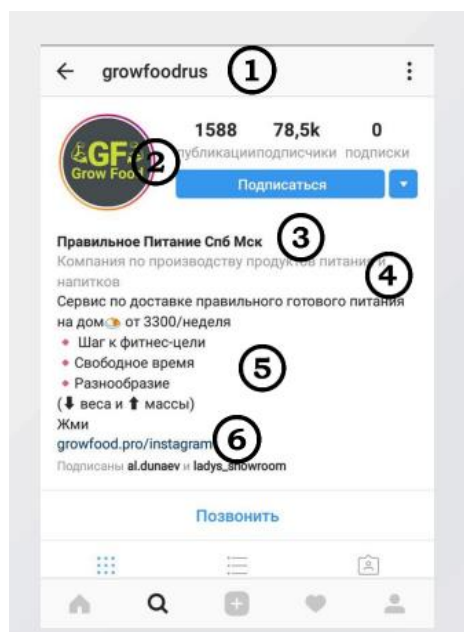 growfoodrus
1
GF
Grow Food
2
1588 78,5k 0
публикации подписчики подписки
Подписаться
Правильное Питание Спб Мск
3
Компания по производству продуктов питания и
4
напитков
Сервис по доставке правильного готового питания
на дом от 3300/неделя
Шаг к фитнес-цели
Свободное время
5
Разнообразие
(⬇ веса и ⬆ массы)
Жми
growfood.pro/instagram
6
Подписаны al.dunaev и ladys_showroom
Позвонить